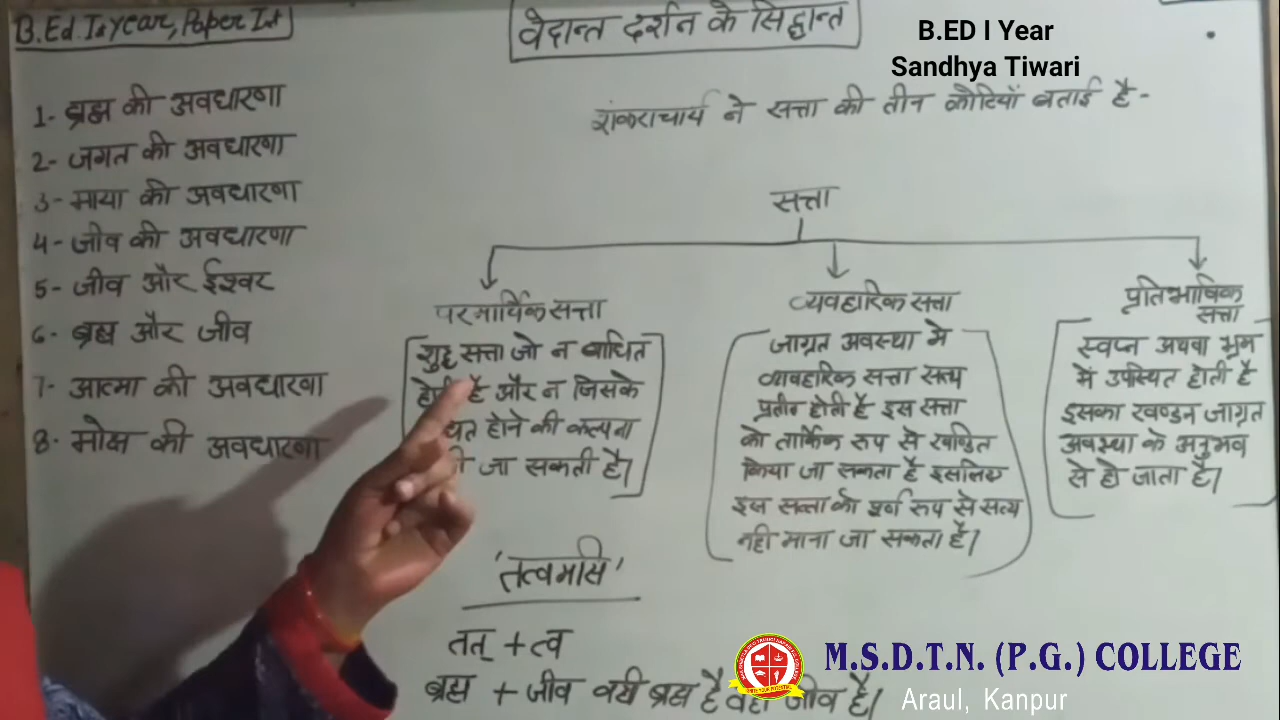 B.Ed. Ist year, Paper Ist
वेदान्त दर्शन के सिद्धान्त
B.ED I Year
Sandhya Tiwari
1- ब्रह्म की अवधारणा
2- जगत की अवधारणा
3- माया की अवधारणा
4- जीव की अवधारणा
5- जीव और ईश्वर
6- ब्रह्म और जीव
7- आत्मा की अवधारणा
8- मोक्ष की अवधारणा
शंकराचार्य ने सत्ता की तीन कोटियाँ बताई है-
सत्ता
परमार्थिक सत्ता
शुद्ध सत्ता जो न बाधित
है और न जिसके
होने की कल्पना
जा सकती है।
व्यवहारिक सत्ता
जाग्रत अवस्था मे
व्यवहारिक सत्ता सत्य
प्रतीत होती है इस सत्ता
को तार्किक रूप से खण्डित
किया जा सकता है इसलिए
इस सत्ता को पूर्ण रूप से सत्य
नही माना जा सकता है।
प्रतिभाषिक
सत्ता
स्वप्न अथवा भ्रम
मे उपस्थित होती है
इसका खण्डन जाग्रत
अवस्था के अनुभव
से हो जाता है।
'तत्वमसि'
तत् + त्व
ब्रह्म + जीव वही ब्रह्म है वही जीव है।
M.S.D.T.N. (P.G.) COLLEGE
Araul, Kanpur